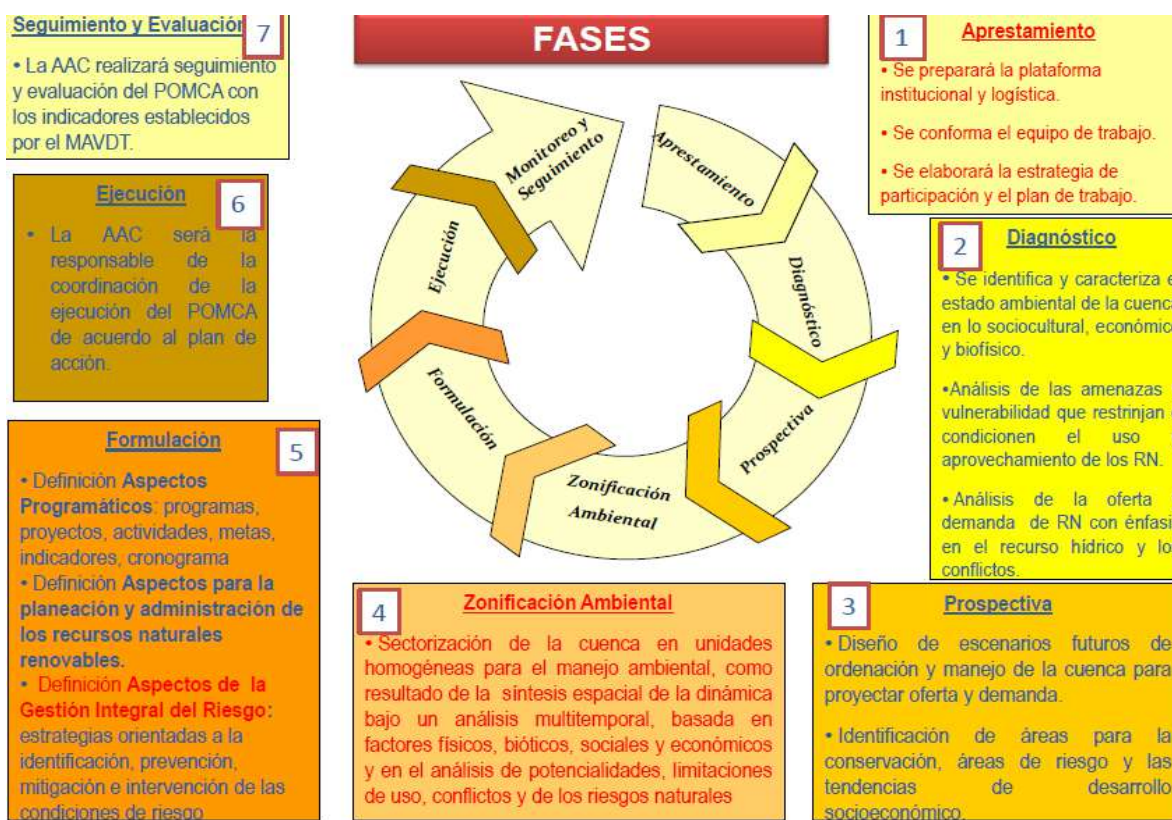 FASES
1
Aprestamiento
• Se preparará la plataforma
institucional y logística.
• Se conforma el equipo de trabajo.
• Se elaborará la estrategia de
participación y el plan de trabajo.
2
Diagnóstico
• Se identifica y caracteriza e
estado ambiental de la cuenca
en lo sociocultural, económic
y biofísico.
•Análisis de las amenazas
vulnerabilidad que restrinjan
condicionen el uso
aprovechamiento de los RN.
• Análisis de la oferta
demanda de RN con énfasi
en el recurso hídrico y lo
conflictos.
3
Prospectiva
• Diseño de escenarios futuros de
ordenación y manejo de la cuenca para
proyectar oferta y demanda.
• Identificación de áreas para la
conservación, áreas de riesgo y las
tendencias de desarrollo
socioeconómico.
4
Zonificación Ambiental
• Sectorización de la cuenca en unidades
homogéneas para el manejo ambiental, como
resultado de la síntesis espacial de la dinámica
bajo un análisis multitemporal, basada en
factores físicos, bióticos, sociales y económicos
y en el análisis de potencialidades, limitaciones
de uso, conflictos y de los riesgos naturales
5
Formulación
• Definición Aspectos
Programáticos: programas,
proyectos, actividades, metas,
indicadores, cronograma
• Definición Aspectos para la
planeación y administración de
los recursos naturales
renovables.
• Definición Aspectos de la
Gestión Integral del Riesgo:
estrategias orientadas a la
identificación, prevención,
mitigación e intervención de las
condiciones de riesgo
6
Ejecución
• La AAC será la
responsable de la
coordinación de la
ejecución del POMCA
de acuerdo al plan de
acción.
7
Seguimiento y Evaluación
• La AAC realizará seguimiento
y evaluación del POMCA con
los indicadores establecidos
por el MAVDT.
Aprestamiento
Diagnóstico
Prospectiva
Zonificación
Ambiental
Formulación
Ejecución
Monitoreo y
Seguimiento